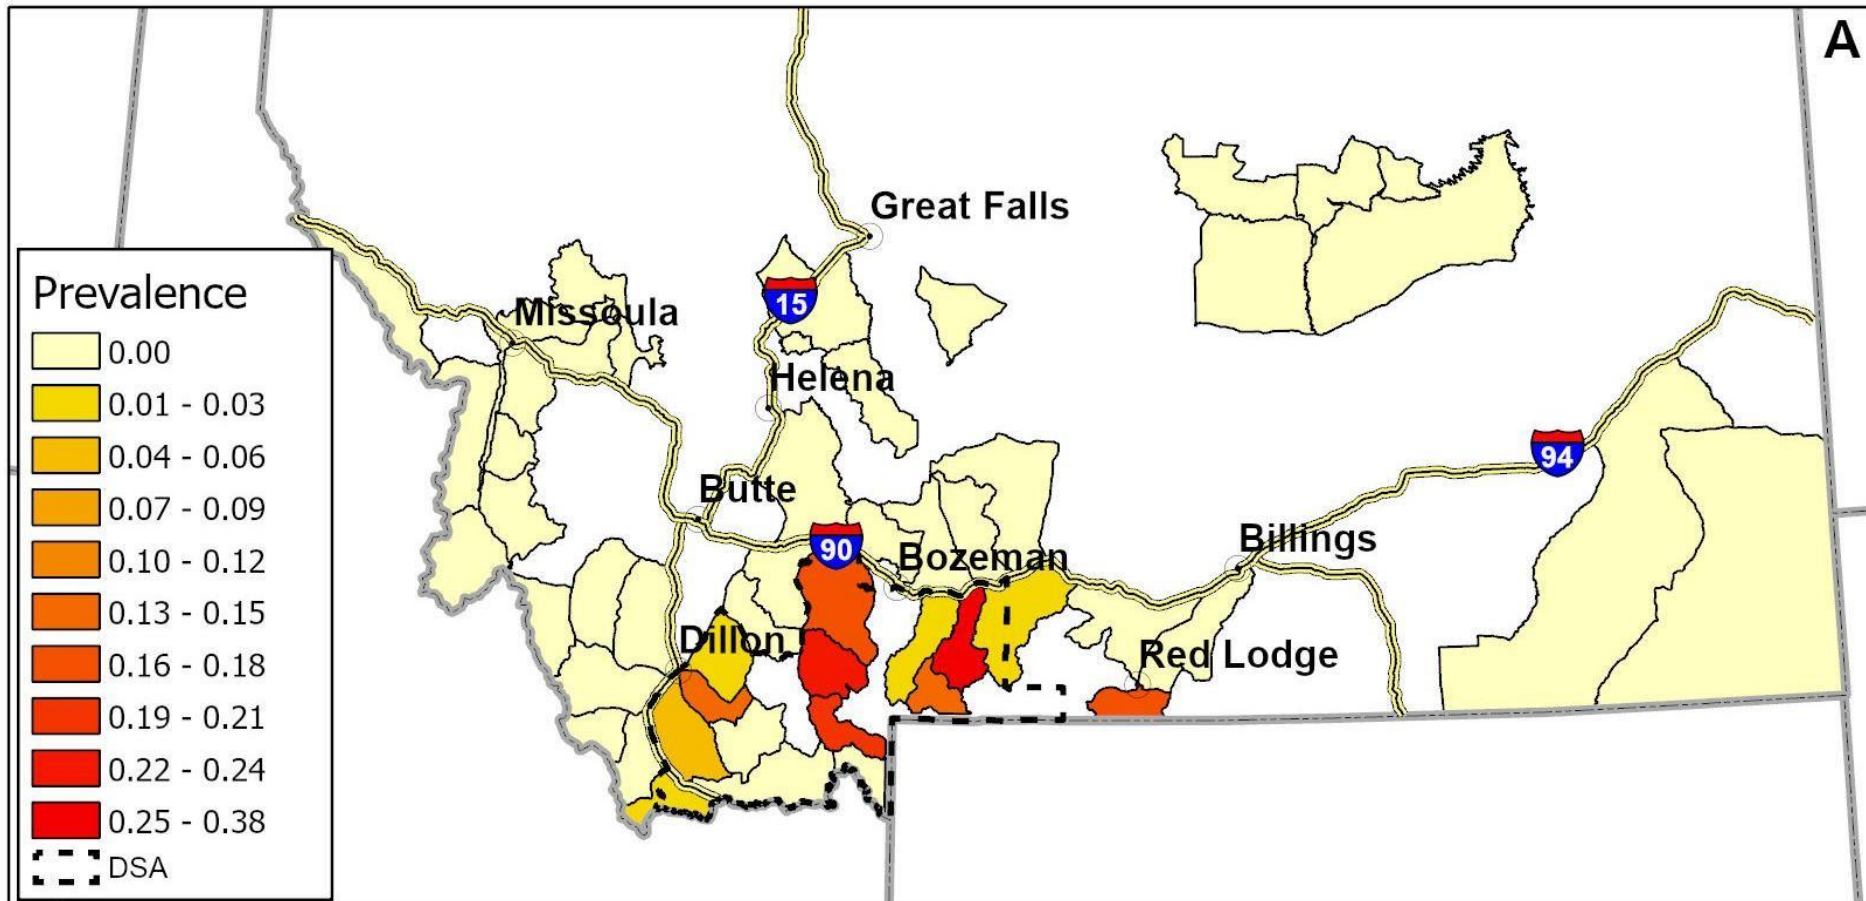 A
Great Falls
15
Missoula
Helena
94
Butte
90
Bozeman
Billings
Dillon
Red Lodge
Prevalence
0.00
0.01 - 0.03
0.04 - 0.06
0.07 - 0.09
0.10 - 0.12
0.13 - 0.15
0.16 - 0.18
0.19 - 0.21
0.22 - 0.24
0.25 - 0.38
DSA